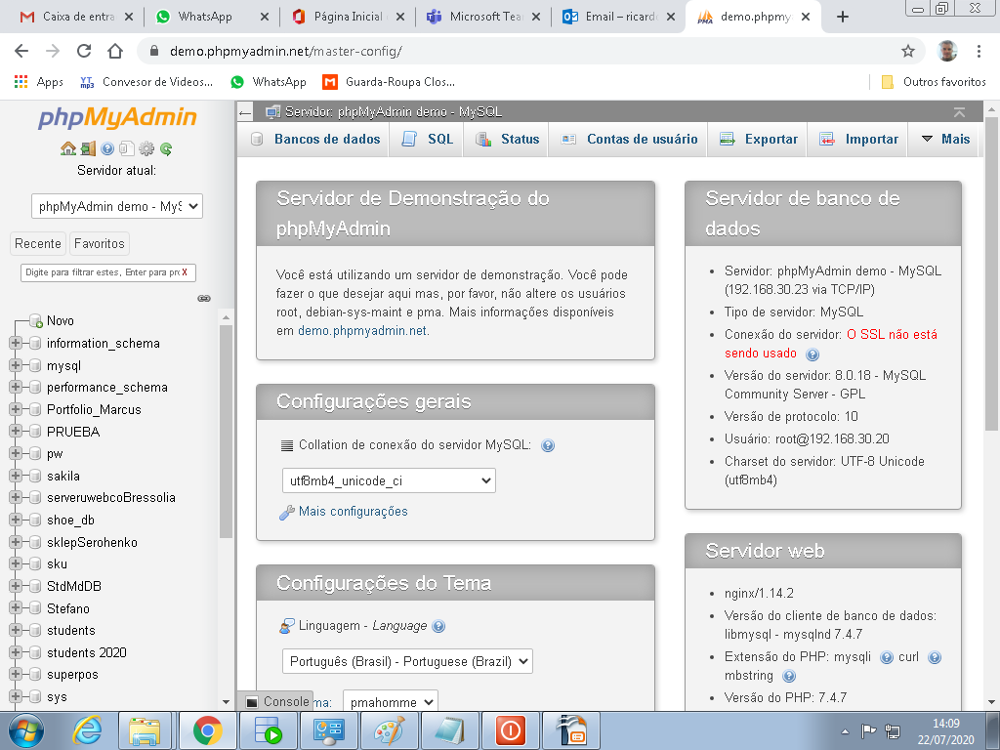 Caixa de entra
WhatsApp
Página Inicial
Microsoft Tea
Email – ricard
demo.phpmy
demo.phpmyadmin.net/master-config/
Apps
Convesor de Videos...
WhatsApp
Guarda-Roupa Clos...
Outros favoritos
phpMyAdmin
Servidor atual:
phpMyAdmin demo - MyS
Recente
Favoritos
Digite para filtrar estes, Enter para pro X
Novo
information_schema
mysql
performance_schema
Portfolio_Marcus
PRUEBA
pw
sakila
serveruwebcoBressolia
shoe_db
sklepSerohenko
sku
StdMdDB
Stefano
students
students 2020
superpos
sys
Servidor: phpMyAdmin demo - MySQL
Bancos de dados
SQL
Status
Contas de usuário
Exportar
Importar
Mais
Servidor de Demonstração do
phpMyAdmin
Você está utilizando um servidor de demonstração. Você pode
fazer o que desejar aqui mas, por favor, não altere os usuários
root, debian-sys-maint e pma. Mais informações disponíveis
em demo.phpmyadmin.net.
Configurações gerais
Collation de conexão do servidor MySQL:
utf8mb4_unicode_ci
Mais configurações
Configurações do Tema
Linguagem - Language
Português (Brasil) - Portuguese (Brazil)
Console
ma:
pmahomme
Servidor de banco de
dados
Servidor: phpMyAdmin demo - MySQL
(192.168.30.23 via TCP/IP)
Tipo de servidor: MySQL
Conexão do servidor: O SSL não está
sendo usado
Versão do servidor: 8.0.18 - MySQL
Community Server - GPL
Versão de protocolo: 10
Usuário: root@192.168.30.20
Charset do servidor: UTF-8 Unicode
(utf8mb4)
Servidor web
nginx/1.14.2
Versão do cliente de banco de dados:
libmysql - mysqlnd 7.4.7
Extensão do PHP: mysqli curl
mbstring
Versão do PHP: 7.4.7
14:09
22/07/2020